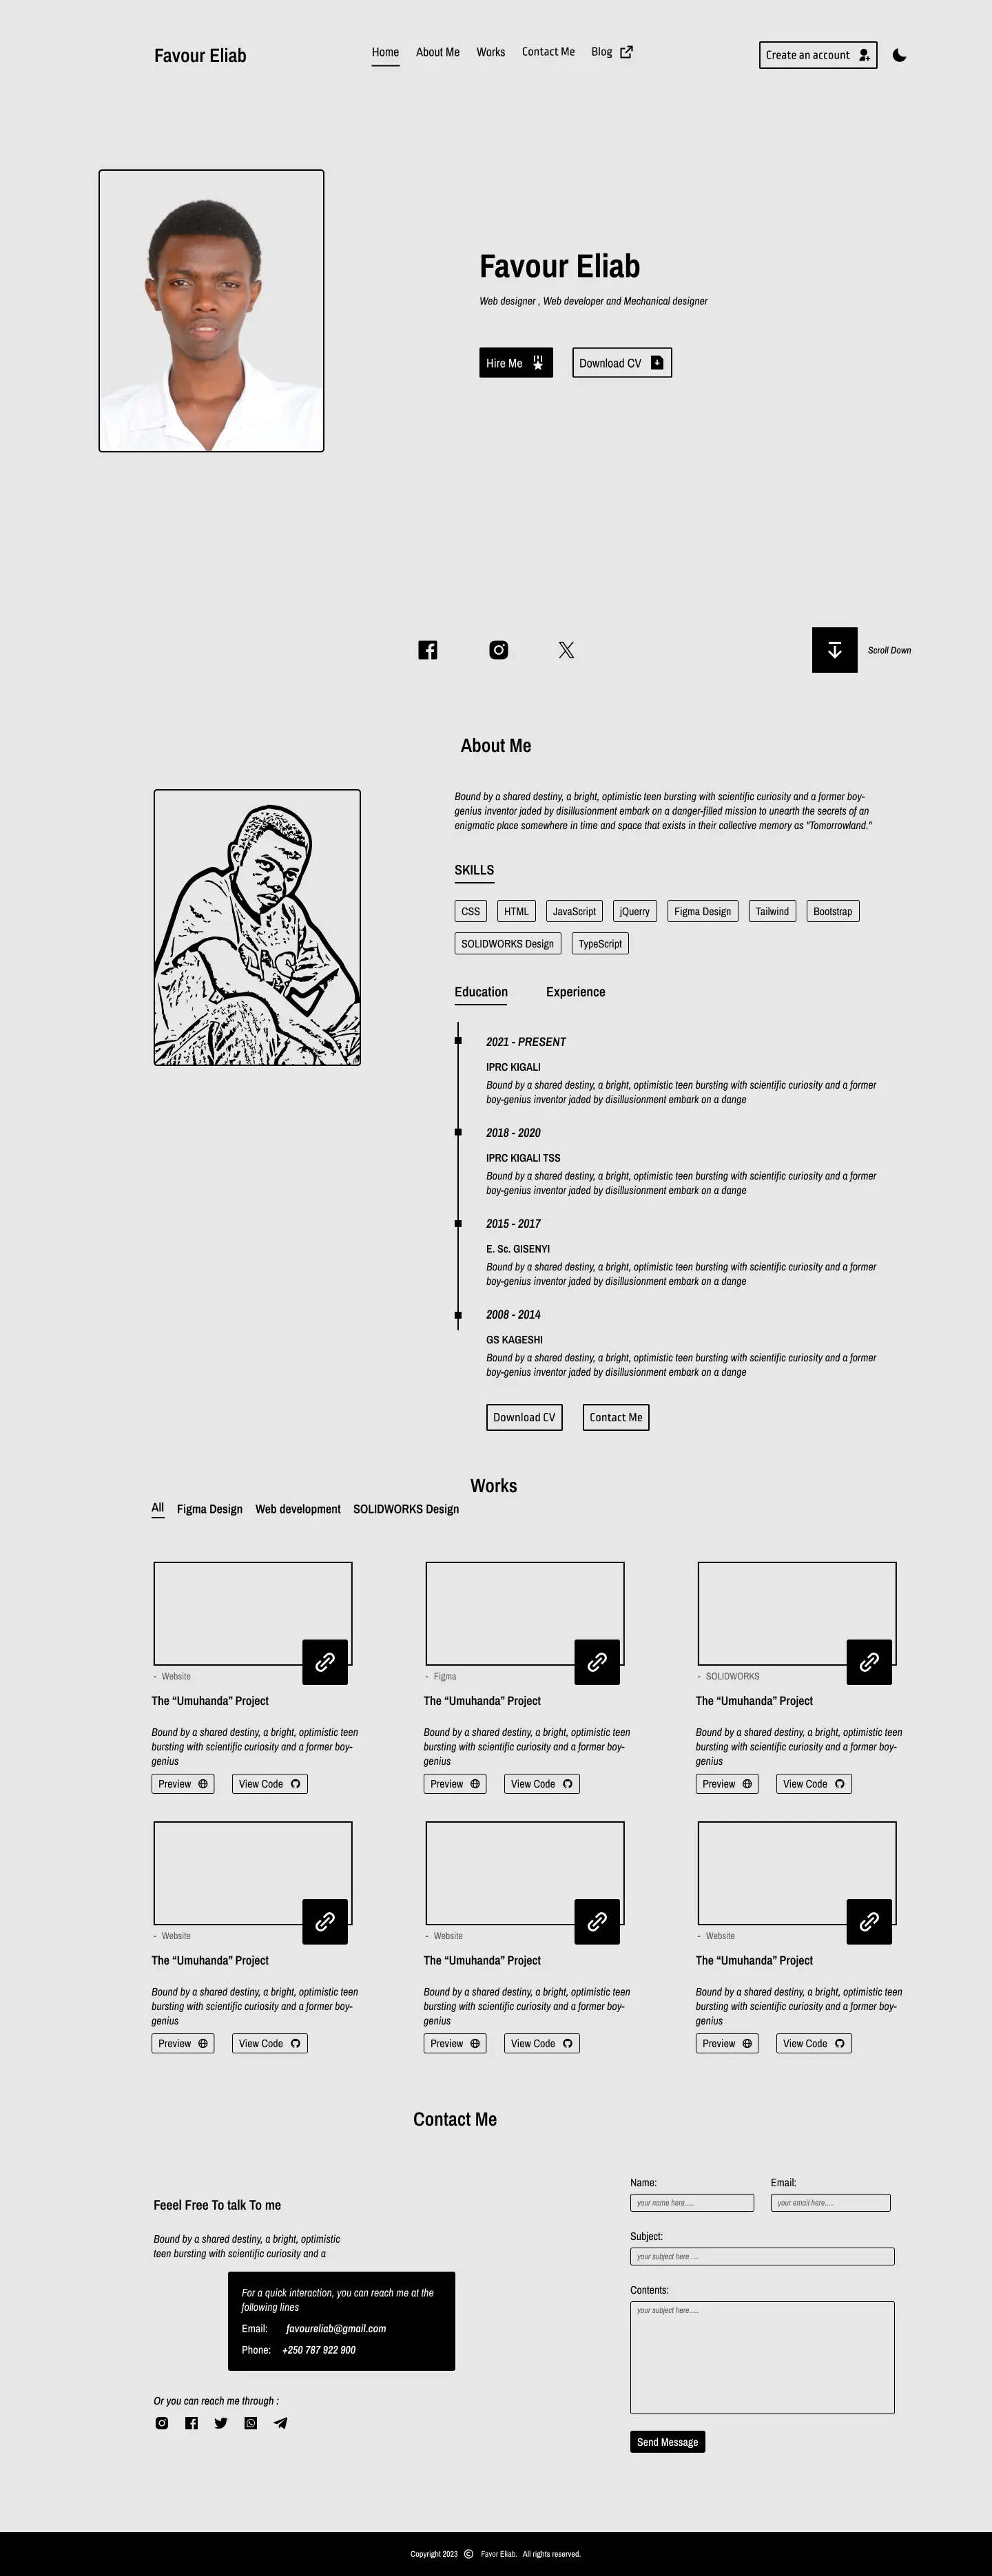 Favour Eliab
Home About Me Works Contact Me Blog
Create an account
Favour Eliab
Web designer , Web developer and Mechanical designer
Hire Me Download CV
Scroll Down
About Me
Bound by a shared destiny, a bright, optimistic teen bursting with scientific curiosity and a former boy-
genius inventor jaded by disillusionment embark on a danger-filled mission to unearth the secrets of an
enigmatic place somewhere in time and space that exists in their collective memory as "Tomorrowland."
SKILLS
CSS HTML JavaScript jQuerry Figma Design Tailwind Bootstrap
SOLIDWORKS Design TypeScript
Education Experience
2021 - PRESENT
IPRC KIGALI
Bound by a shared destiny, a bright, optimistic teen bursting with scientific curiosity and a former
boy-genius inventor jaded by disillusionment embark on a dange
2018 - 2020
IPRC KIGALI TSS
Bound by a shared destiny, a bright, optimistic teen bursting with scientific curiosity and a former
boy-genius inventor jaded by disillusionment embark on a dange
2015 - 2017
E. Sc. GISENYI
Bound by a shared destiny, a bright, optimistic teen bursting with scientific curiosity and a former
boy-genius inventor jaded by disillusionment embark on a dange
2008 - 2014
GS KAGESHI
Bound by a shared destiny, a bright, optimistic teen bursting with scientific curiosity and a former
boy-genius inventor jaded by disillusionment embark on a dange
Download CV Contact Me
Works
All Figma Design Web development SOLIDWORKS Design
- Website
The “Umuhanda” Project
Bound by a shared destiny, a bright, optimistic teen
bursting with scientific curiosity and a former boy-
genius
Preview View Code
- Figma
The “Umuhanda” Project
Bound by a shared destiny, a bright, optimistic teen
bursting with scientific curiosity and a former boy-
genius
Preview View Code
- SOLIDWORKS
The “Umuhanda” Project
Bound by a shared destiny, a bright, optimistic teen
bursting with scientific curiosity and a former boy-
genius
Preview View Code
- Website
The “Umuhanda” Project
Bound by a shared destiny, a bright, optimistic teen
bursting with scientific curiosity and a former boy-
genius
Preview View Code
- Website
The “Umuhanda” Project
Bound by a shared destiny, a bright, optimistic teen
bursting with scientific curiosity and a former boy-
genius
Preview View Code
- Website
The “Umuhanda” Project
Bound by a shared destiny, a bright, optimistic teen
bursting with scientific curiosity and a former boy-
genius
Preview View Code
Contact Me
Feeel Free To talk To me
Bound by a shared destiny, a bright, optimistic
teen bursting with scientific curiosity and a
For a quick interaction, you can reach me at the
following lines
Email: favoureliab@gmail.com
Phone: +250 787 922 900
Or you can reach me through :
Name: Email:
your name here..... your email here.....
Subject:
your subject here.....
Contents:
your subject here.....
Send Message
Copyright 2023 © Favor Eliab. All rights reserved.